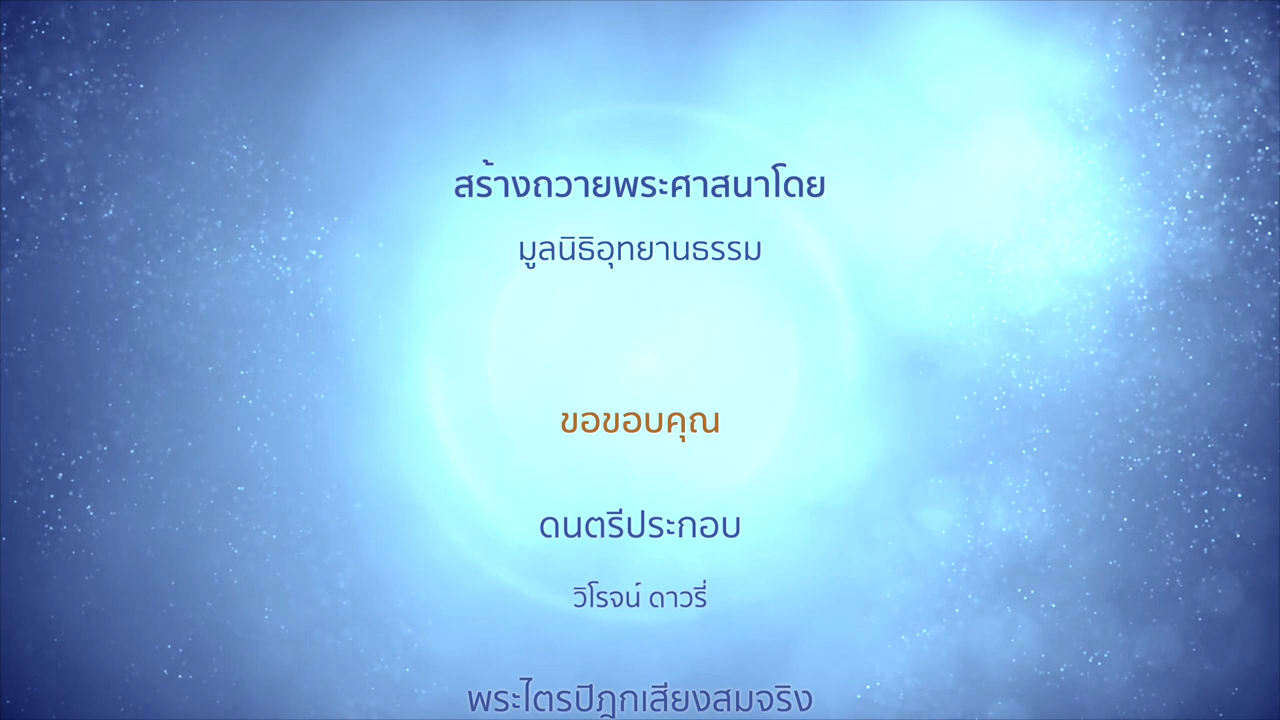 สร้างถวายพระศาสนาโดย
มูลนิธิอุทยานธรรม
ขอขอบคุณ
ดนตรีประกอบ
วิโรจน์ ดาวรี่
พระไตรปิฎกเสียงสมจริง